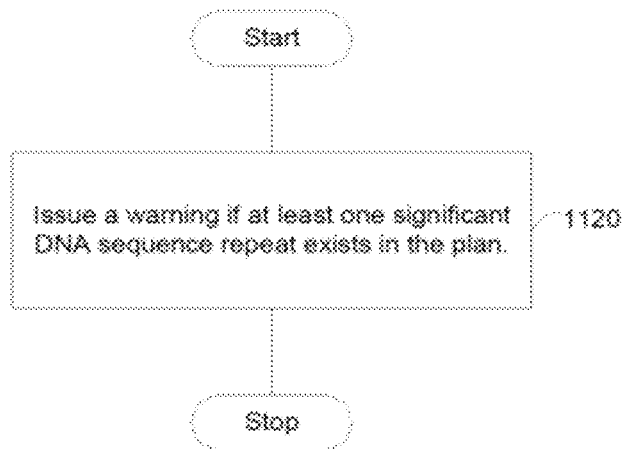 Start
Issue a warning if at least one significant
DNA sequence repeat exists in the plan.
1120
Stop